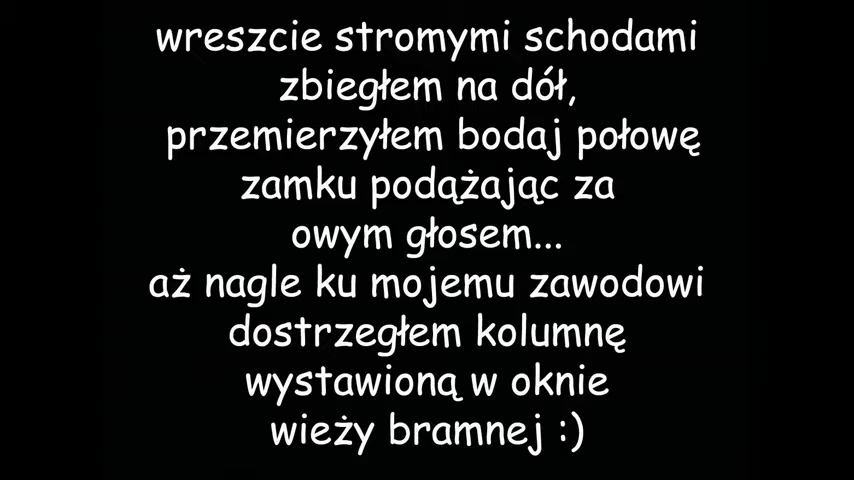 wreszcie stromymi schodami
zbiegłem na dół,
przemierzyłem bodaj połowę
zamku podążając za
owym głosem...
aż nagle ku mojemu zawodowi
dostrzegłem kolumnę
wystawioną w oknie
wieży bramnej :)